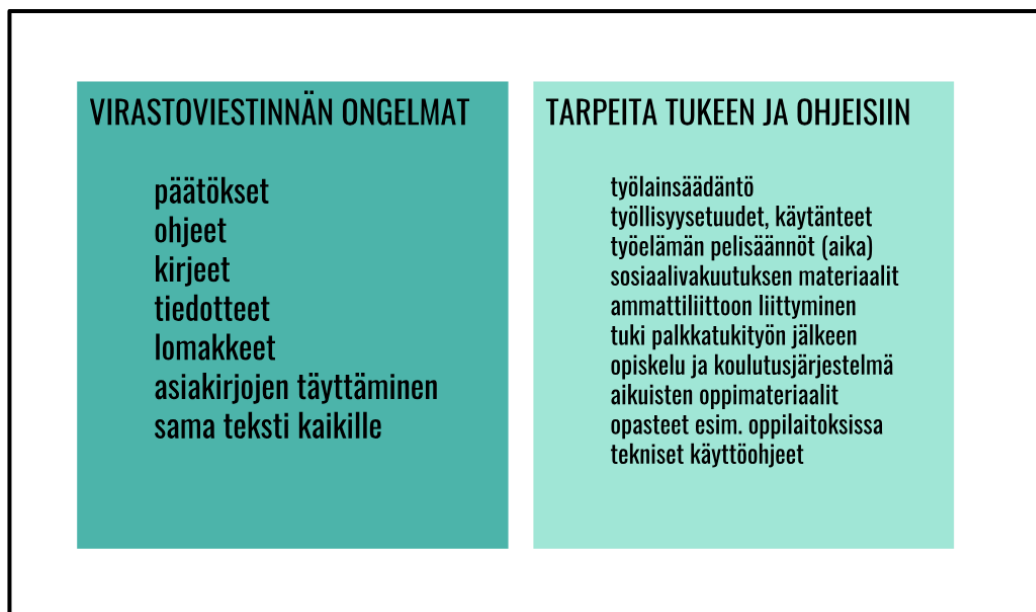 VIRASTOVIESTINNÄN ONGELMAT
päätökset
ohjeet
kirjeet
tiedotteet
lomakkeet
asiakirjojen täyttäminen
sama teksti kaikille
TARPEITA TUKEEN JA OHJEISIIN
työlainsäädäntö
työllisyysetuudet, käytänteet
työelämän pelisäännöt (aika)
sosiaalivakuutuksen materiaalit
ammattiliittoon liittyminen
tuki palkkatukityön jälkeen
opiskelu ja koulutusjärjestelmä
aikuisten oppimateriaalit
opasteet esim. oppilaitoksissa
tekniset käyttöohjeet